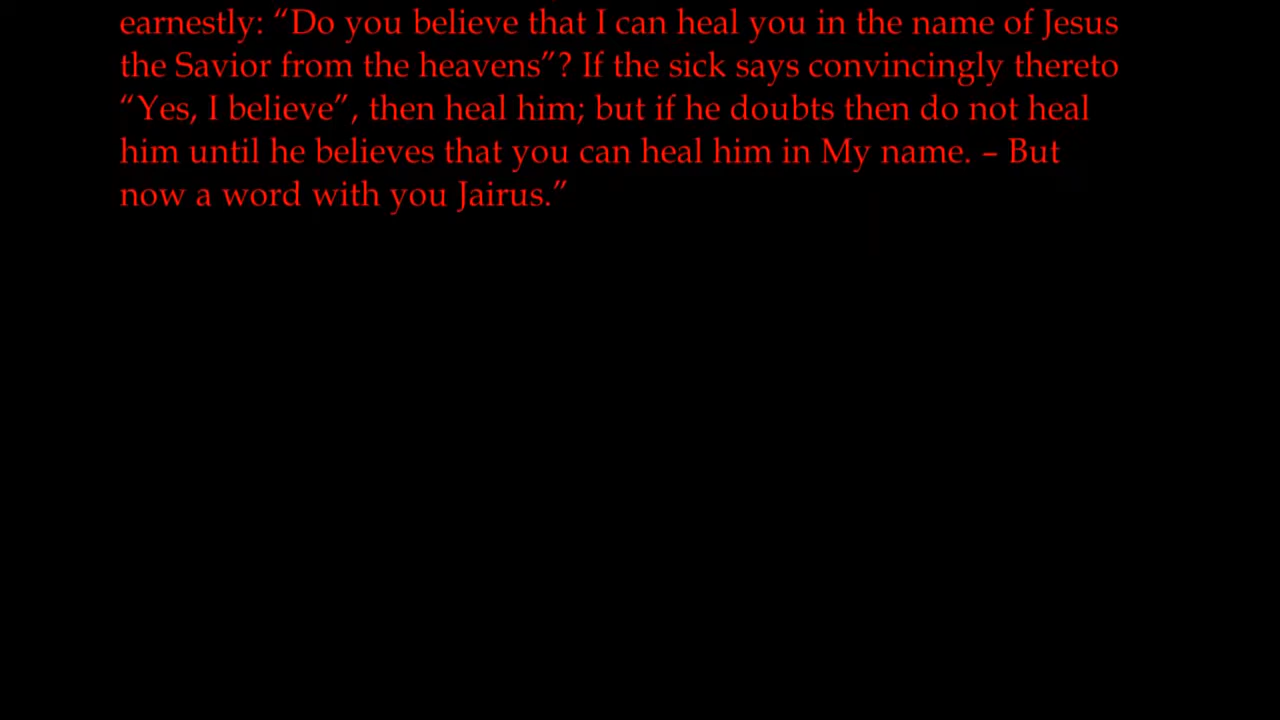 earnestly: “Do you believe that I can heal you in the name of Jesus
the Savior from the heavens”? If the sick says convincingly thereto
“Yes, I believe”, then heal him; but if he doubts then do not heal
him until he believes that you can heal him in My name. – But
now a word with you Jairus.”